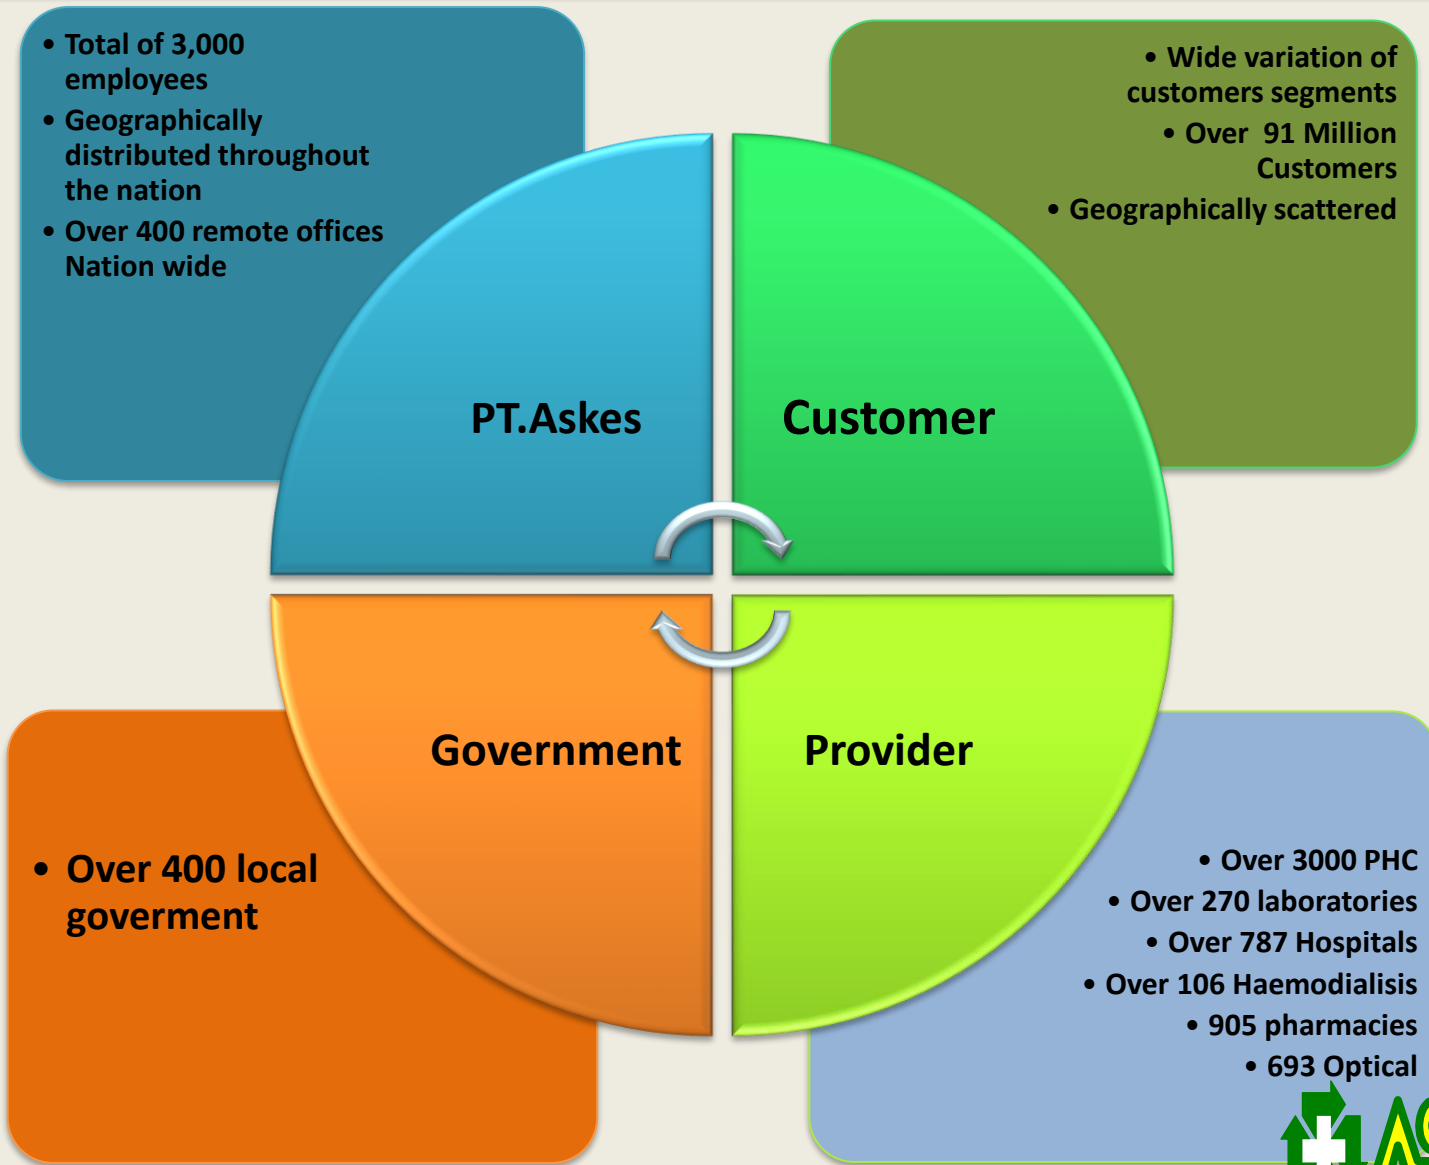 • Total of 3,000
employees
• Geographically
distributed throughout
the nation
• Over 400 remote offices
Nation wide
• Wide variation of
customers segments
• Over 91 Million
Customers
• Geographically scattered
PT.Askes
Customer
Government
Provider
• Over 400 local
goverment
• Over 3000 PHC
• Over 270 laboratories
• Over 787 Hospitals
• Over 106 Haemodialisis
• 905 pharmacies
• 693 Optical